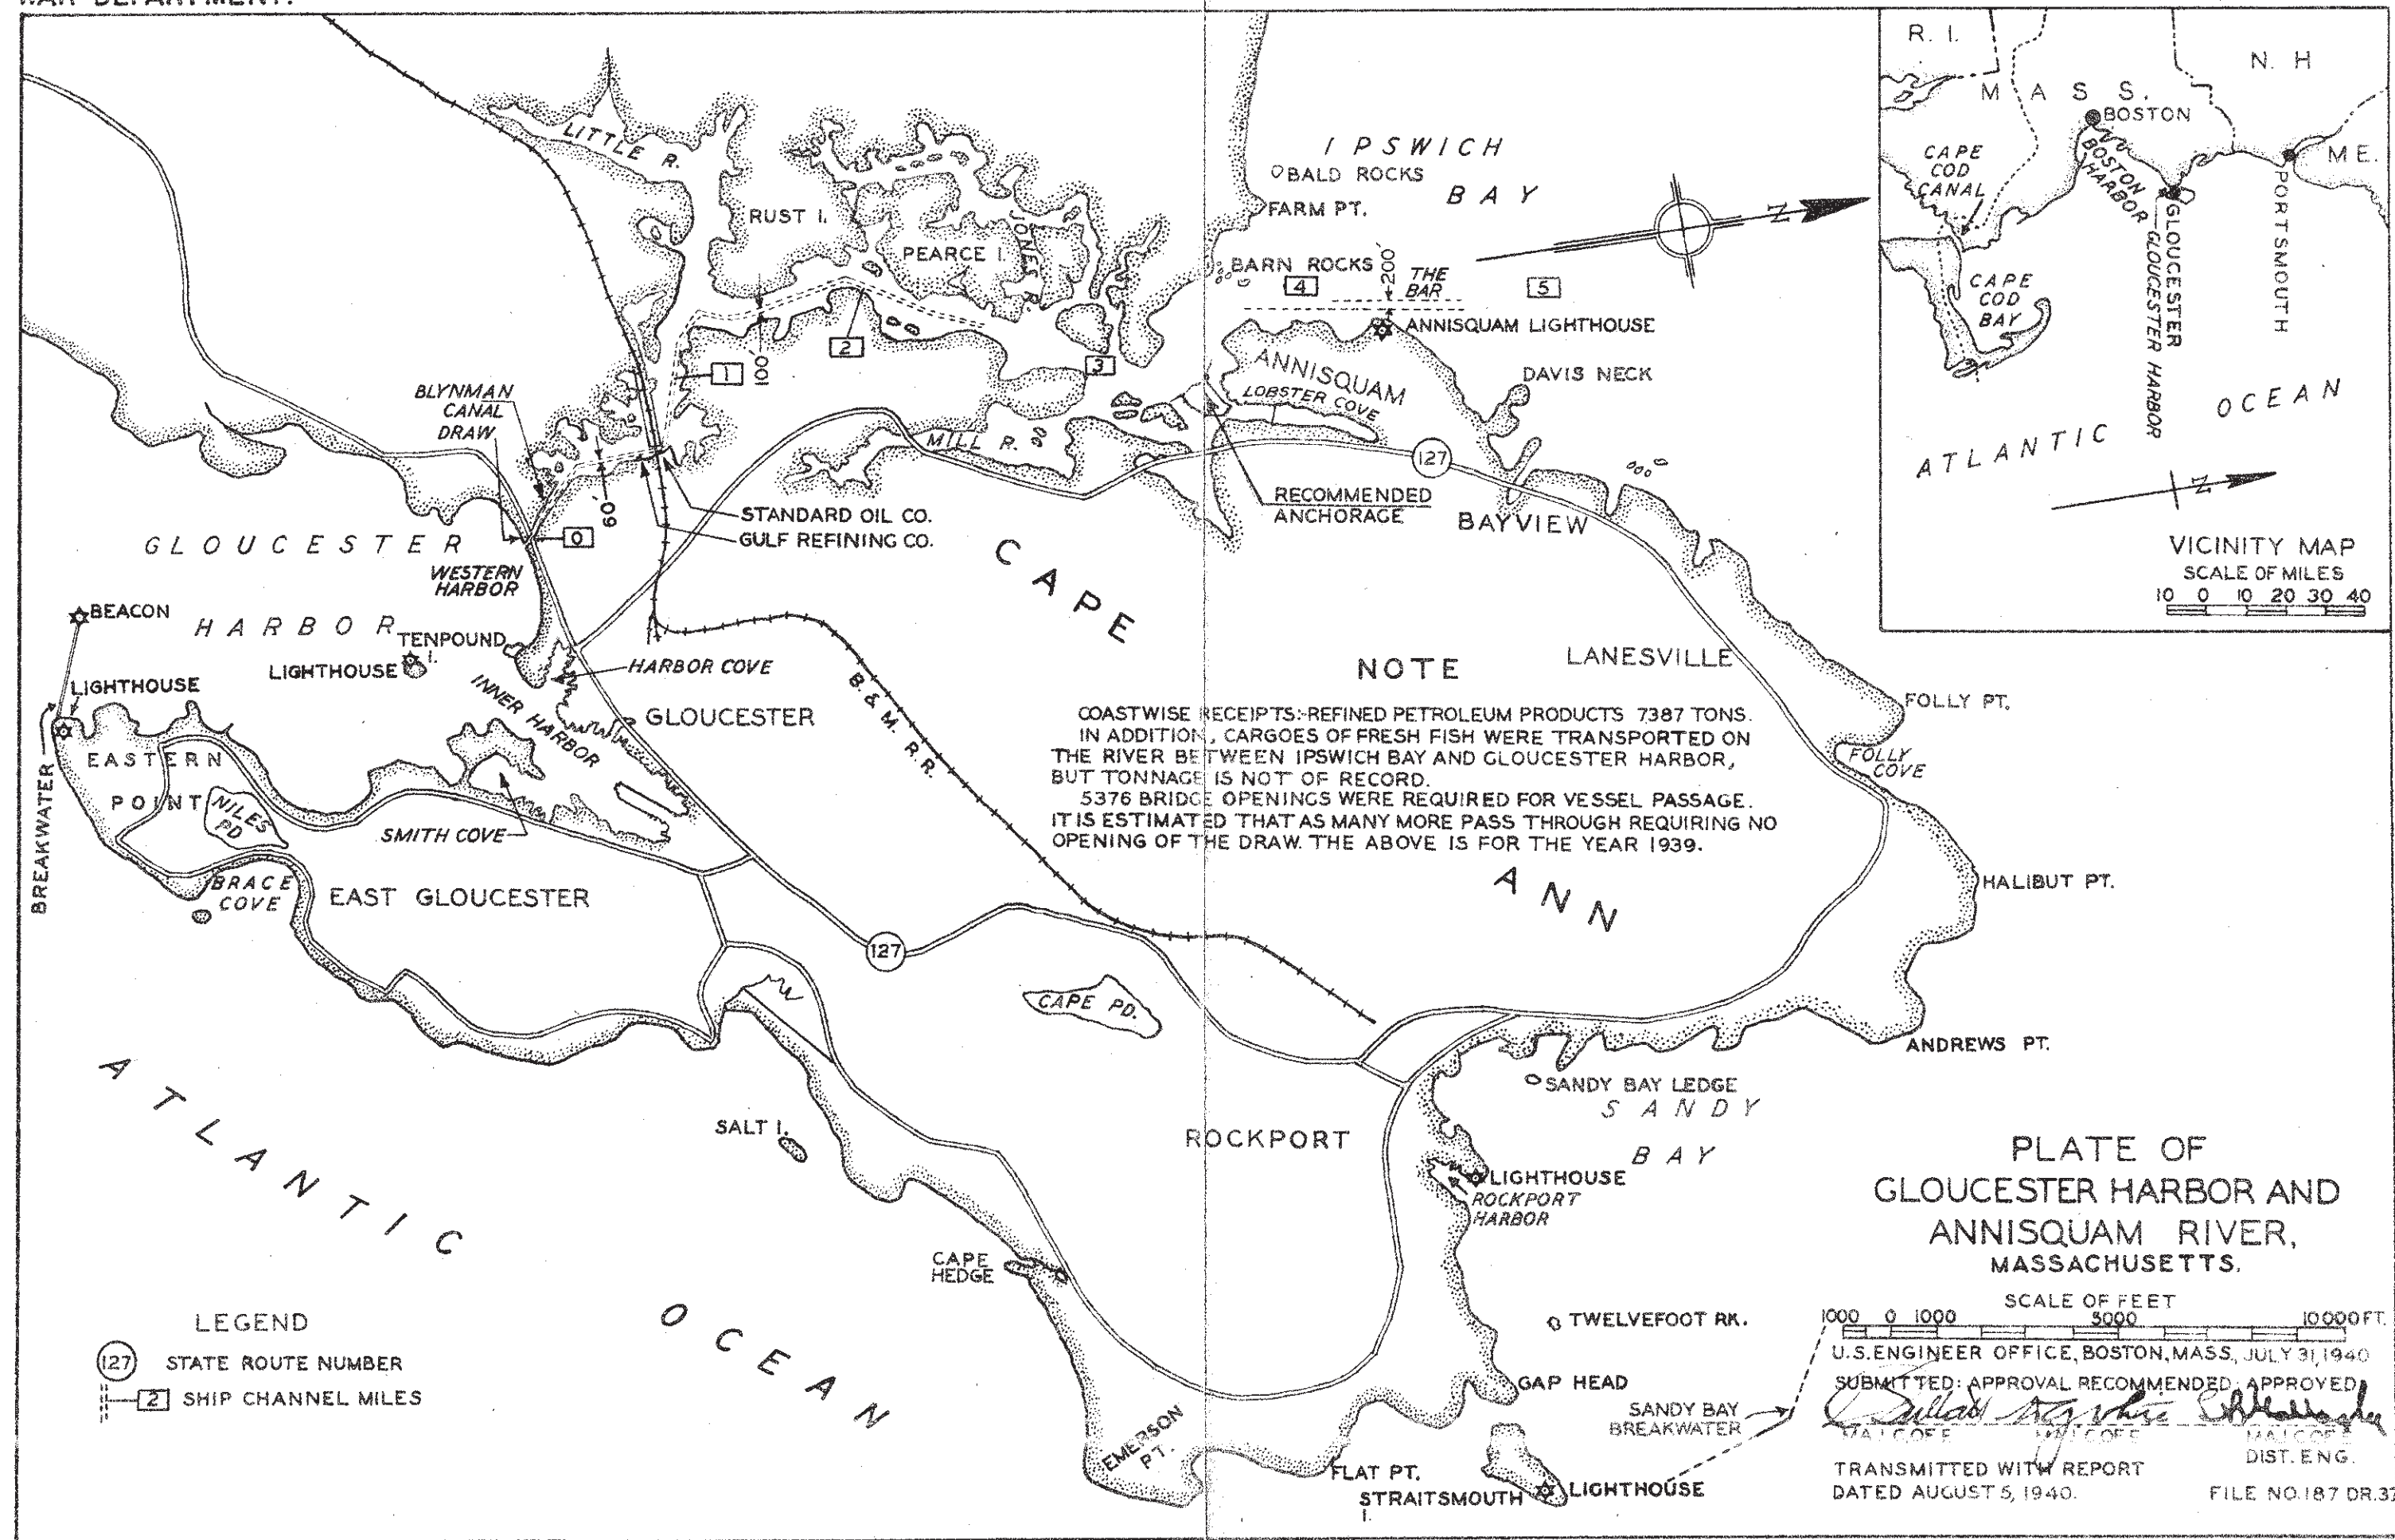 WAR DEPARTMENT.
R. I.
N. H
M A S S.
BOSTON
BOSTON
HARBOR
M E.
CAPE
COD
CANAL
PORTSMOUTH
GLOUCESTER
GLOUCESTER HARBOR
CAPE
COD
BAY
ATLANTIC
OCEAN
N
VICINITY MAP
SCALE OF MILES
10 0 10 20 30 40
LITTLE R.
RUST I.
PEARCE I.
JONES R.
IPSWICH
BAY
BALD ROCKS
FARM PT.
N
BARN ROCKS
4
200'
THE
BAR
5
ANNISQUAM LIGHTHOUSE
1
100'
2
3
ANNISQUAM
LOBSTER COVE
DAVIS NECK
BLYNMAN
CANAL
DRAW
MILL R.
127
60'
0
STANDARD OIL CO.
GULF REFINING CO.
RECOMMENDED
ANCHORAGE
BAYVIEW
GLOUCESTER
HARBOR
WESTERN
HARBOR
CAPE
BEACON
TENPOUND
I.
LIGHTHOUSE
HARBOR COVE
INNER HARBOR
GLOUCESTER
B. & M. R.R.
LIGHTHOUSE
EASTERN
POINT
NILES
PD.
SMITH COVE
BREAKWATER
BRACE
COVE
EAST GLOUCESTER
NOTE
COASTWISE RECEIPTS:-REFINED PETROLEUM PRODUCTS 7387 TONS.
IN ADDITION, CARGOES OF FRESH FISH WERE TRANSPORTED ON
THE RIVER BETWEEN IPSWICH BAY AND GLOUCESTER HARBOR,
BUT TONNAGE IS NOT OF RECORD.
5376 BRIDGE OPENINGS WERE REQUIRED FOR VESSEL PASSAGE.
IT IS ESTIMATED THAT AS MANY MORE PASS THROUGH REQUIRING NO
OPENING OF THE DRAW. THE ABOVE IS FOR THE YEAR 1939.
LANESVILLE
FOLLY PT.
FOLLY
COVE
HALIBUT PT.
ANN
127
CAPE PD.
ANDREWS PT.
SANDY BAY LEDGE
SANDY
BAY
ROCKPORT
LIGHTHOUSE
ROCKPORT
HARBOR
SALT I.
CAPE
HEDGE
ATLANTIC
OCEAN
TWELVEFOOT RK.
GAP HEAD
SANDY BAY
BREAKWATER
EMERSON
PT.
FLAT PT.
STRAITSMOUTH
I.
LIGHTHOUSE
LEGEND
127 STATE ROUTE NUMBER
2 SHIP CHANNEL MILES
PLATE OF
GLOUCESTER HARBOR AND
ANNISQUAM RIVER,
MASSACHUSETTS.
SCALE OF FEET
1000 0 1000 5000 10000 FT.
U.S. ENGINEER OFFICE, BOSTON, MASS., JULY 31, 1940
SUBMITTED: APPROVAL RECOMMENDED: APPROVED
MAJ. C OF E MAJ. C OF E MAJ. C OF E
DIST. ENG.
TRANSMITTED WITH REPORT
DATED AUGUST 5, 1940.
FILE NO. 187 DR. 37